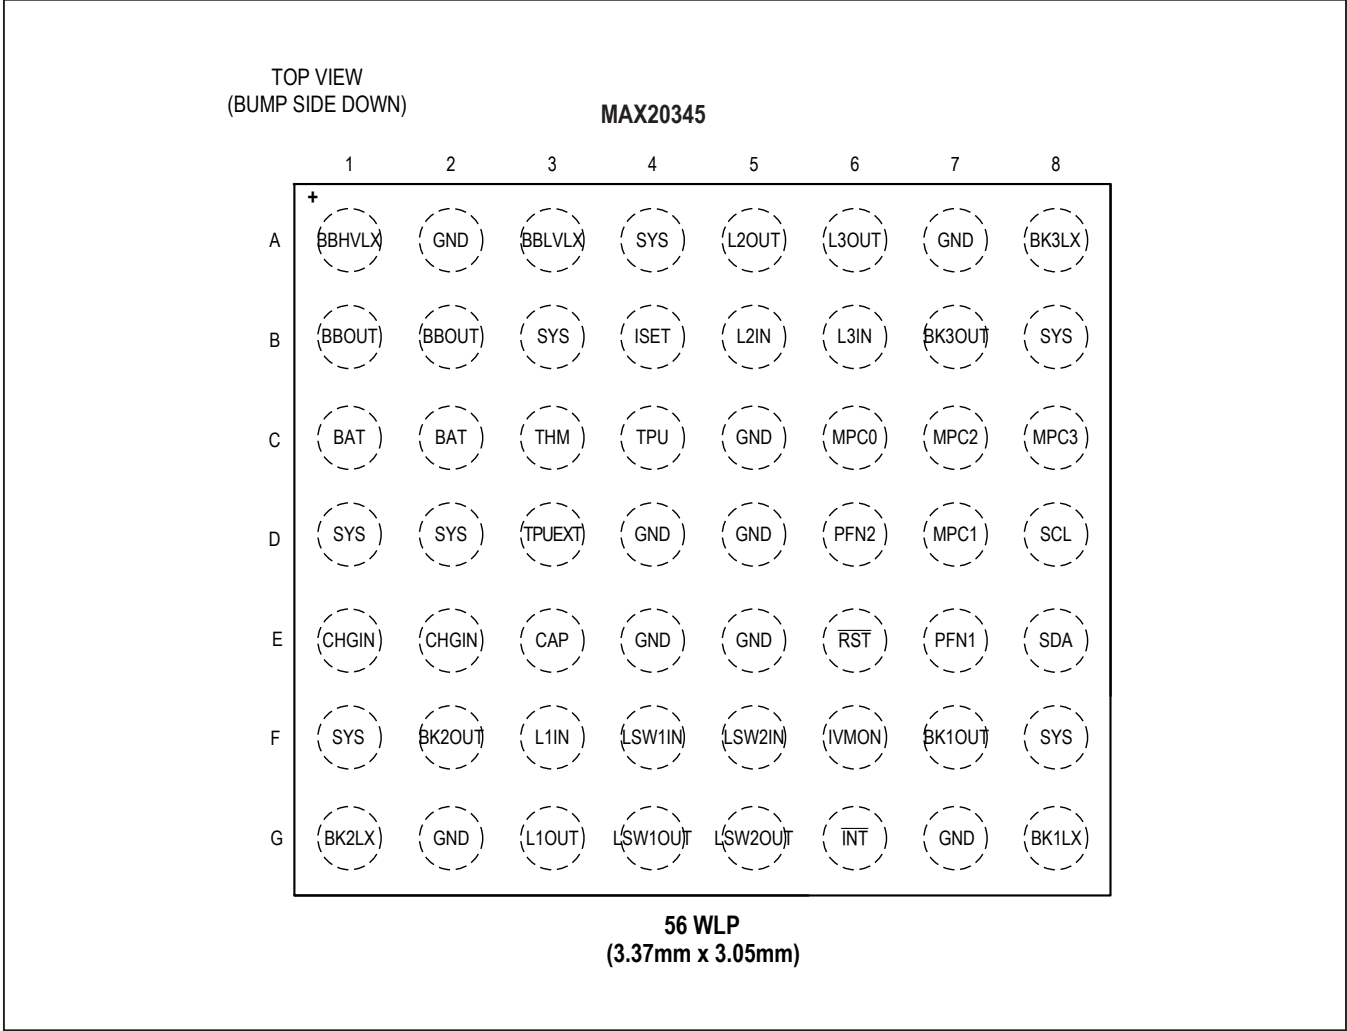 TOP VIEW
(BUMP SIDE DOWN)
MAX20345
1 2 3 4 5 6 7 8
+
A BBHVLX GND BBLVLX SYS L2OUT L3OUT GND BK3LX
B BBOUT BBOUT SYS ISET L2IN L3IN BK3OUT SYS
C BAT BAT THM TPU GND MPC0 MPC2 MPC3
D SYS SYS TPUEXT GND GND PFN2 MPC1 SCL
E CHGIN CHGIN CAP GND GND R̅S̅T̅ PFN1 SDA
F SYS BK2OUT L1IN LSW1IN LSW2IN IVMON BK1OUT SYS
G BK2LX GND L1OUT LSW1OUT LSW2OUT I̅N̅T̅ GND BK1LX
56 WLP
(3.37mm x 3.05mm)